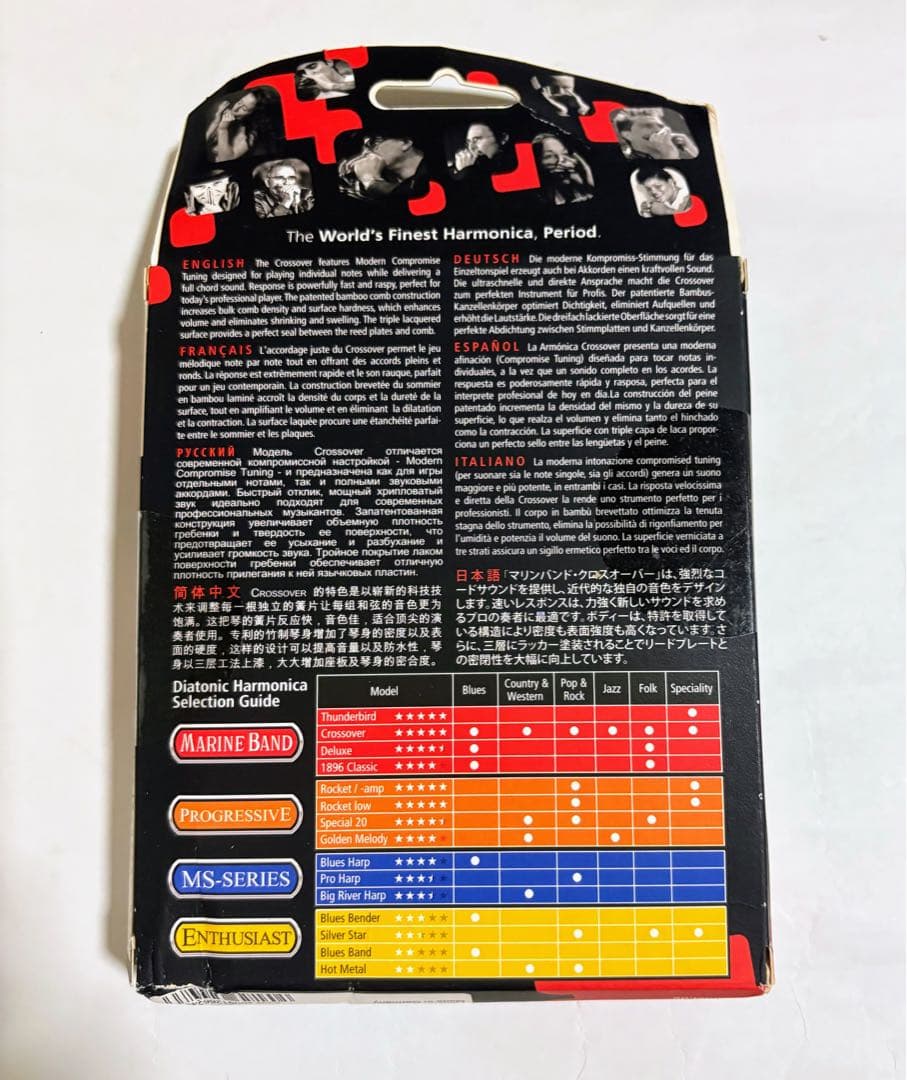 The World's Finest Harmonica, Period.
ENGLISH The Crossover features Modern Compromise
Tuning designed for playing individual notes while delivering a
full chord sound. Response is powerfully fast and raspy, perfect for
today's professional player. The patented bamboo comb construction
increases bulk comb density and surface hardness, which enhances
volume and eliminates shrinking and swelling. The triple lacquered
surface provides a perfect seal between the reed plates and comb.
FRANÇAIS L'accordage juste du Crossover permet le jeu
mélodique note par note tout en offrant des accords pleins et
ronds. La réponse est extrêmement rapide et le son rauque, parfait
pour un jeu contemporain. La construction brevetée du sommier
en bambou laminé accroît la densité du corps et la dureté de la
surface, tout en amplifiant le volume et en éliminant la dilatation
et la contraction. La surface laquée procure une étanchéité parfai-
te entre le sommier et les plaques.
РУССКИЙ Модель Crossover отличается
современной компромиссной настройкой - Modern
Compromise Tuning - и предназначена как для игры
отдельными нотами, так и полными звуковыми
аккордами. Быстрый отклик, мощный хрипловатый
звук идеально подходят для современных
профессиональных музыкантов. Запатентованная
конструкция увеличивает объемную плотность
гребенки и твердость ее поверхности, что
предотвращает ее усыхание и разбухание и
усиливает громкость звука. Тройное покрытие лаком
поверхности гребенки обеспечивает отличную
плотность прилегания к ней язычковых пластин.
简体中文 CROSSOVER 的特色是以崭新的科技技
术来调整每一根独立的簧片让每组和弦的音色更为
饱满。这把琴的簧片反应快，音色佳，适合顶尖的演
奏者使用。专利的竹制琴身增加了琴身的密度以及表
面的硬度，这样的设计可以提高音量以及防水性，琴
身以三层工法上漆，大大增加座板及琴身的密合度。
DEUTSCH Die moderne Kompromiss-Stimmung für das
Einzeltonspiel erzeugt auch bei Akkorden einen kraftvollen Sound.
Die ultraschnelle und direkte Ansprache macht die Crossover
zum perfekten Instrument für Profis. Der patentierte Bambus-
Kanzellenkörper optimiert Dichtigkeit, eliminiert Aufquellen und
erhöht die Lautstärke. Die dreifach lackierte Oberfläche sorgt für eine
perfekte Abdichtung zwischen Stimmplatten und Kanzellenkörper.
ESPAÑOL La Armónica Crossover presenta una moderna
afinación (Compromise Tuning) diseñada para tocar notas in-
dividuales, a la vez que un sonido completo en los acordes. La
respuesta es poderosamente rápida y rasposa, perfecta para el
interprete profesional de hoy en día.La construcción del peine
patentado incrementa la densidad del mismo y la dureza de su
superficie, lo que realza el volumen y elimina tanto el hinchado
como la contracción. La superficie con triple capa de laca propor-
ciona un perfecto sello entre las lengüetas y el peine.
ITALIANO La moderna intonazione compromised tuning
(per suonare sia le note singole, sia gli accordi) genera un suono
maggiore e più potente, in entrambi i casi. La risposta velocissima
e diretta della Crossover la rende uno strumento perfetto per i
professionisti. Il corpo in bambù brevettato ottimizza la tenuta
stagna dello strumento, elimina la possibilità di rigonfiamento per
l'umidità e potenzia il volume del suono. La superficie verniciata a
tre strati assicura un sigillo ermetico perfetto tra le voci ed il corpo.
日本語「マリンバンド・クロスオーバー」は、強烈なコ
ードサウンドを提供し、近代的な独自の音色をデザイン
します。速いレスポンスは、力強く新しいサウンドを求め
るプロの奏者に最適です。ボディーは、特許を取得して
いる構造により密度も表面強度も高くなっています。さ
らに、三層にラッカー塗装されることでリードプレートと
の密閉性を大幅に向上しています。
Diatonic Harmonica
Selection Guide
Model Blues Country & Western Pop & Rock Jazz Folk Speciality
MARINE BAND
Thunderbird ★★★★★
Crossover ★★★★★
Deluxe ★★★★⯨
1896 Classic ★★★★
PROGRESSIVE
Rocket / -amp ★★★★★
Rocket low ★★★★★
Special 20 ★★★★⯨
Golden Melody ★★★★
MS-SERIES
Blues Harp ★★★★
Pro Harp ★★★⯨
Big River Harp ★★★⯨
ENTHUSIAST
Blues Bender ★★⯨
Silver Star ★★⯨
Blues Band ★★
Hot Metal ★★